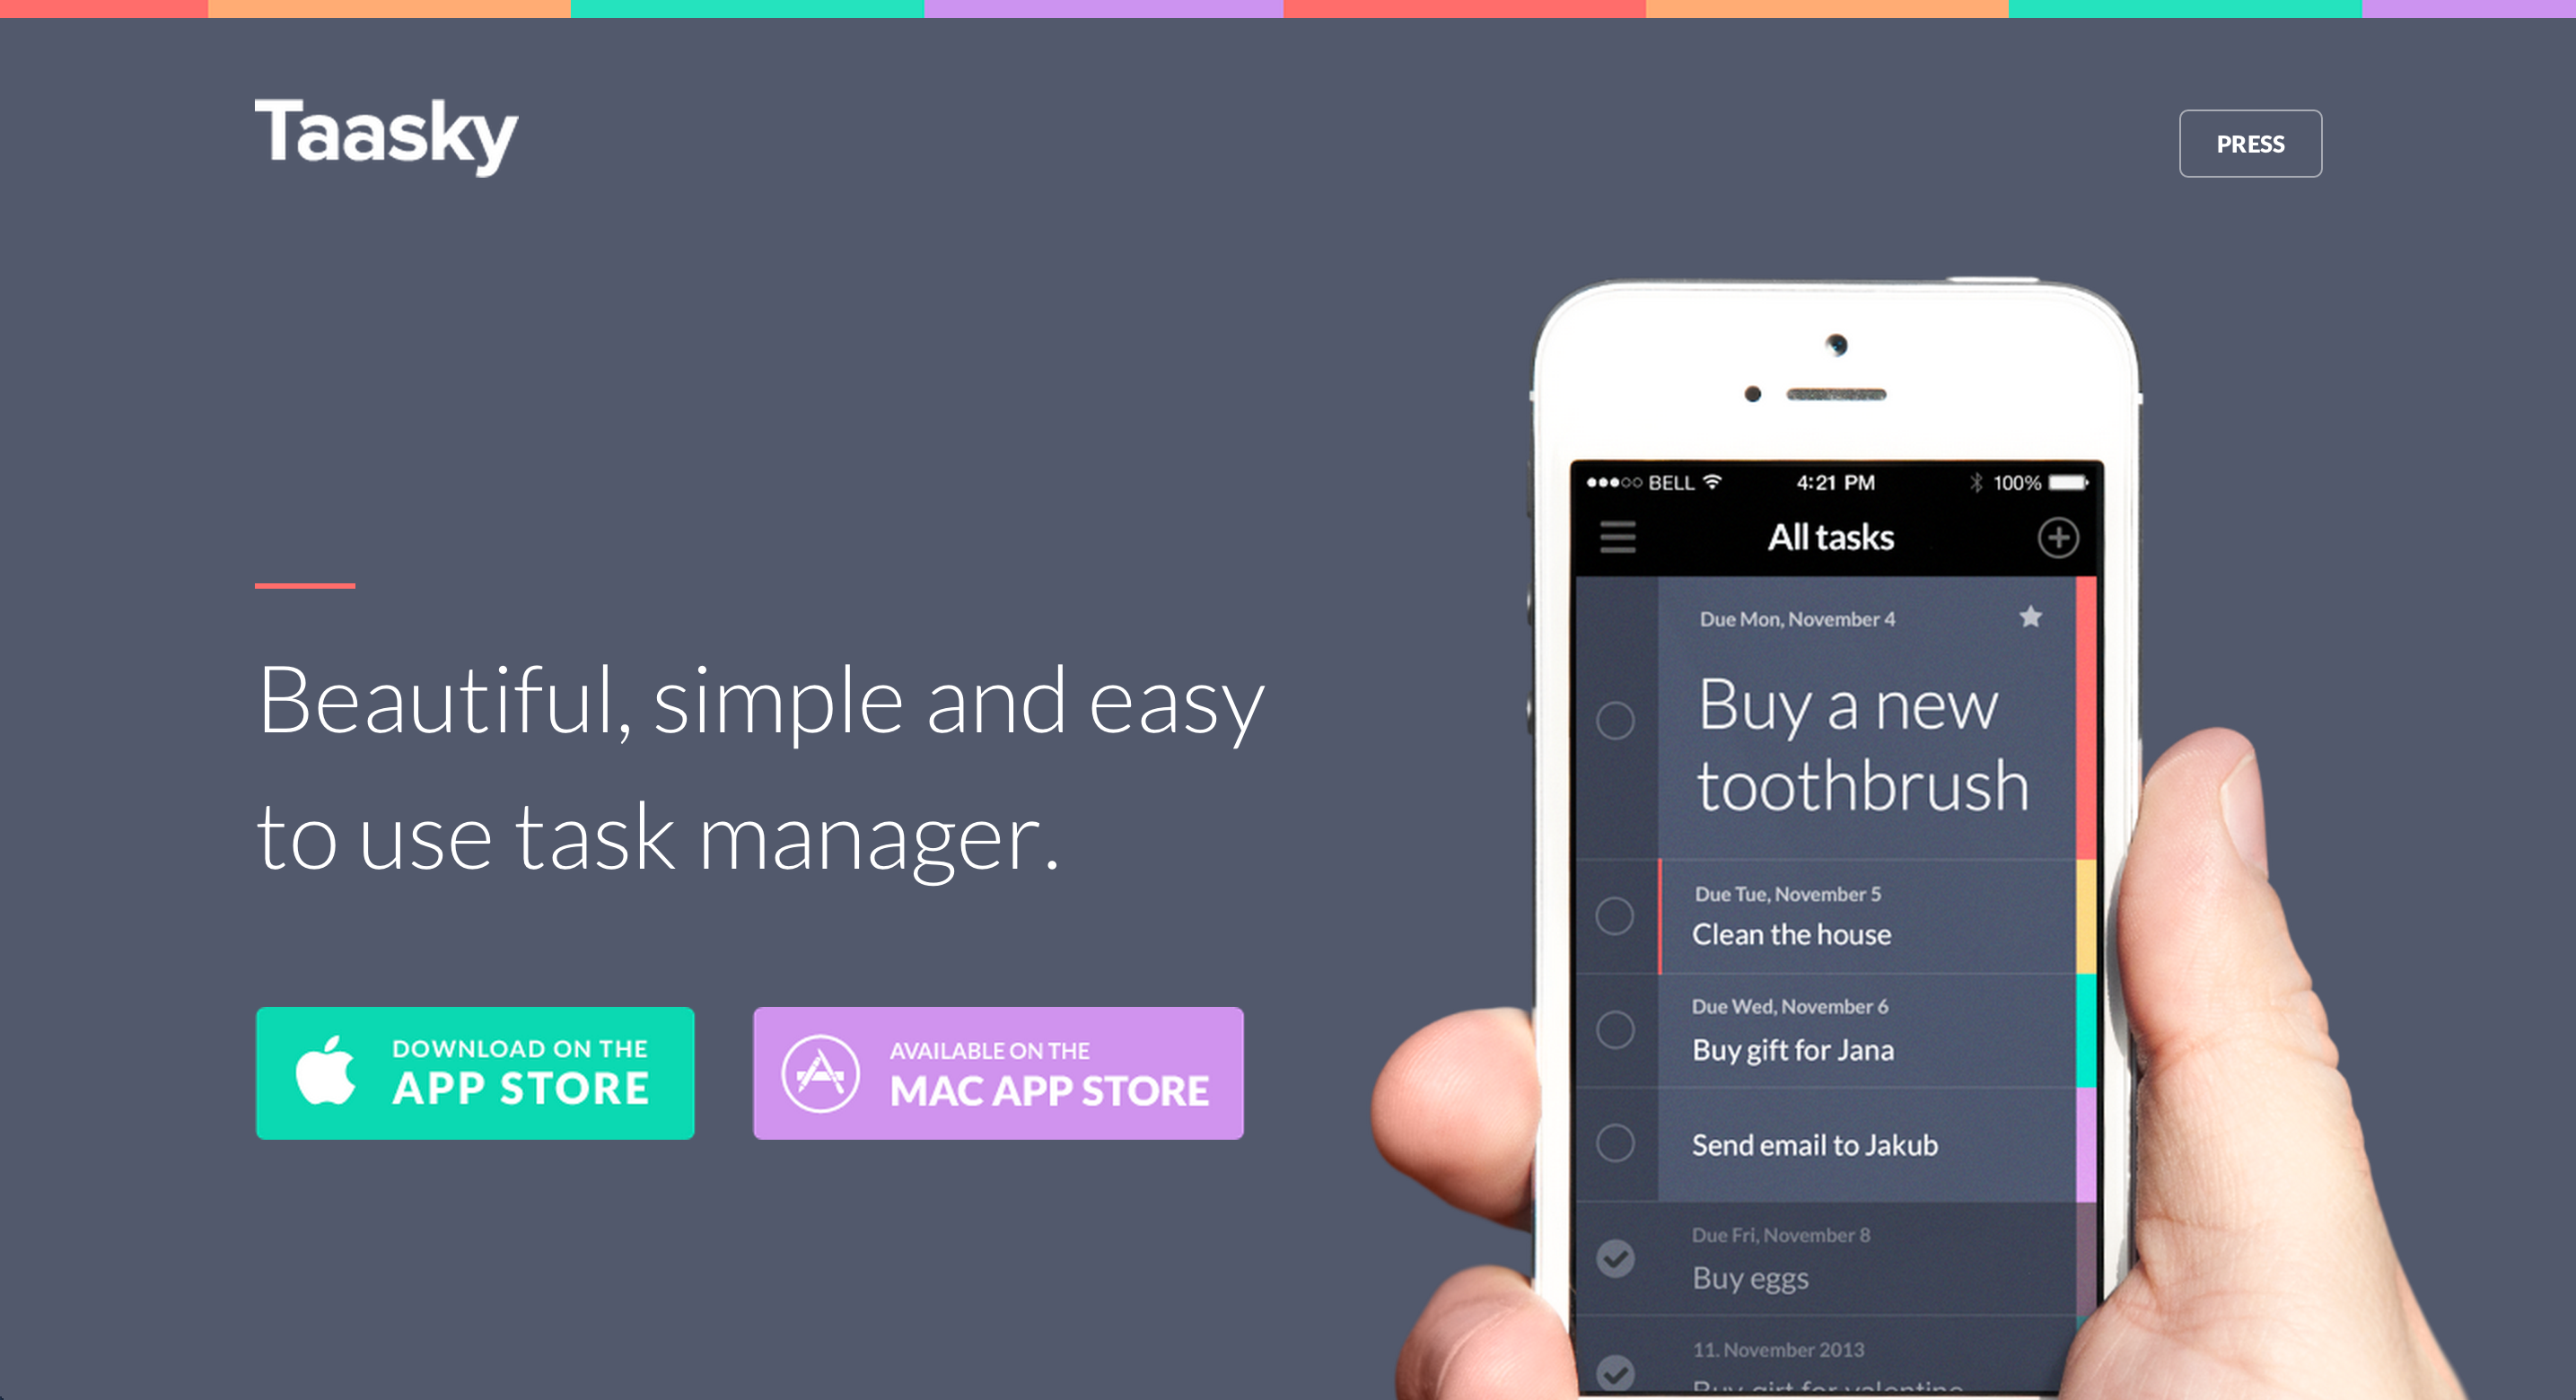 Taasky
PRESS
Beautiful, simple and easy
to use task manager.
DOWNLOAD ON THE
APP STORE
AVAILABLE ON THE
MAC APP STORE
BELL 4:21 PM 100%
All tasks
Due Mon, November 4
Buy a new
toothbrush
Due Tue, November 5
Clean the house
Due Wed, November 6
Buy gift for Jana
Send email to Jakub
Due Fri, November 8
Buy eggs
11. November 2013